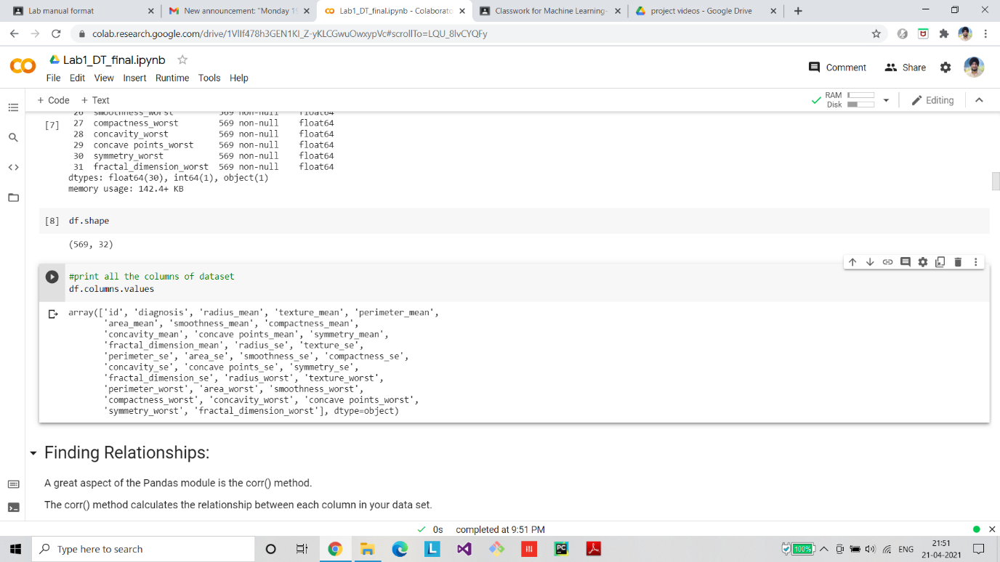 Lab manual format
New announcement: "Monday 19
Lab1_DT_final.ipynb - Colaborato
Classwork for Machine Learning-
project videos - Google Drive
colab.research.google.com/drive/1VIIf478h3GEN1KI_Z-yKLCGwuOwxypVc#scrollTo=LQU_8lvCYQFy
Lab1_DT_final.ipynb
File Edit View Insert Runtime Tools Help
Comment Share
+ Code + Text
RAM
Disk
Editing
26 smoothness_worst 569 non-null float64
[7] 27 compactness_worst 569 non-null float64
28 concavity_worst 569 non-null float64
29 concave points_worst 569 non-null float64
30 symmetry_worst 569 non-null float64
31 fractal_dimension_worst 569 non-null float64
dtypes: float64(30), int64(1), object(1)
memory usage: 142.4+ KB
[8] df.shape
(569, 32)
#print all the columns of dataset
df.columns.values
array(['id', 'diagnosis', 'radius_mean', 'texture_mean', 'perimeter_mean',
'area_mean', 'smoothness_mean', 'compactness_mean',
'concavity_mean', 'concave points_mean', 'symmetry_mean',
'fractal_dimension_mean', 'radius_se', 'texture_se',
'perimeter_se', 'area_se', 'smoothness_se', 'compactness_se',
'concavity_se', 'concave points_se', 'symmetry_se',
'fractal_dimension_se', 'radius_worst', 'texture_worst',
'perimeter_worst', 'area_worst', 'smoothness_worst',
'compactness_worst', 'concavity_worst', 'concave points_worst',
'symmetry_worst', 'fractal_dimension_worst'], dtype=object)
Finding Relationships:
A great aspect of the Pandas module is the corr() method.
The corr() method calculates the relationship between each column in your data set.
0s completed at 9:51 PM
Type here to search
L
PC
100%
ENG
21:51
21-04-2021